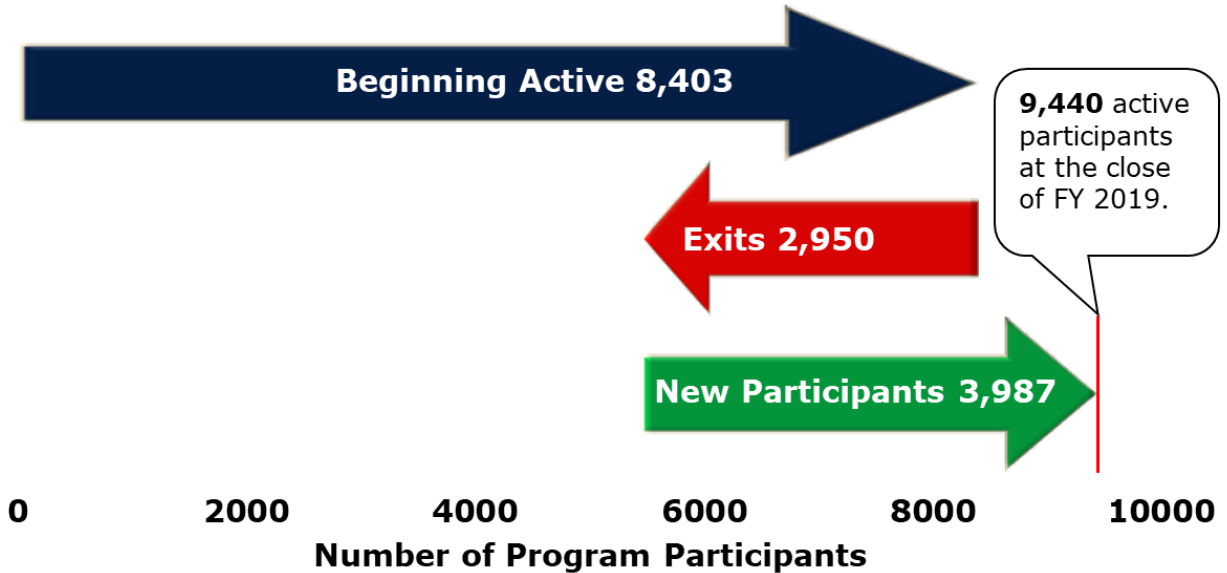 Beginning Active 8,403
9,440 active
participants
at the close
of FY 2019.
Exits 2,950
New Participants 3,987
0 2000 4000 6000 8000 10000
Number of Program Participants